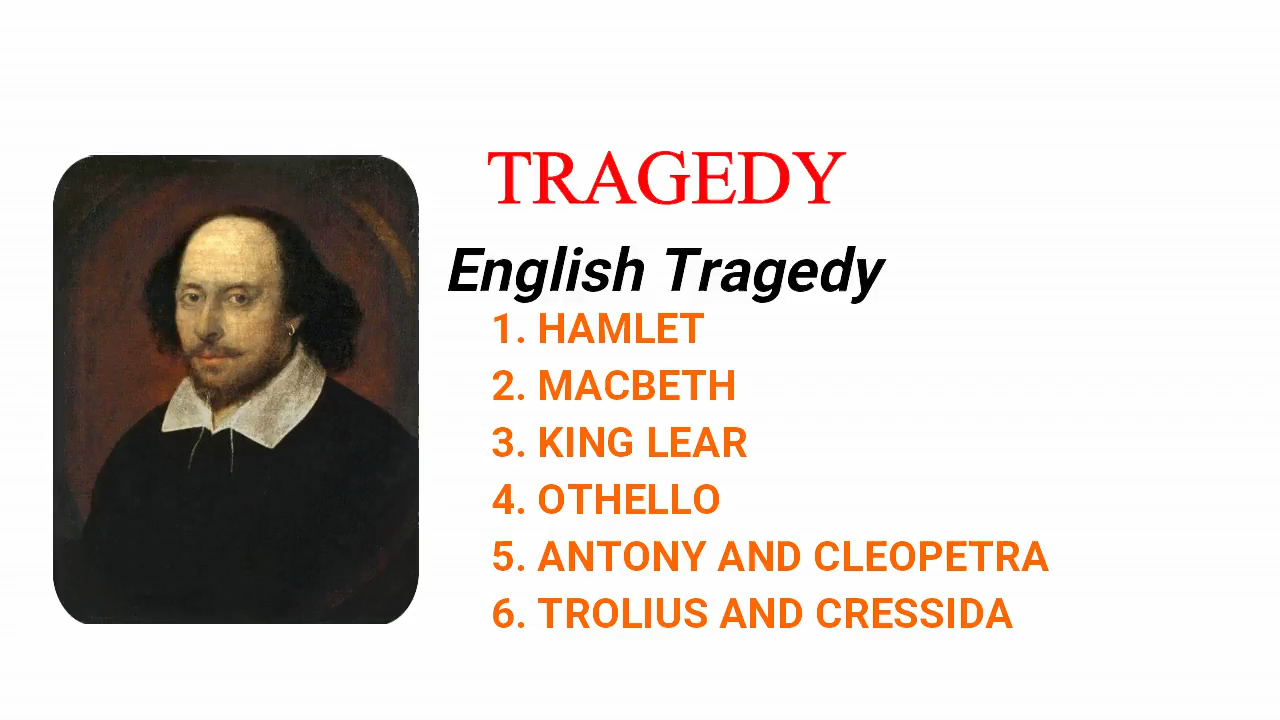 TRAGEDY
English Tragedy
1. HAMLET
2. MACBETH
3. KING LEAR
4. OTHELLO
5. ANTONY AND CLEOPETRA
6. TROLIUS AND CRESSIDA